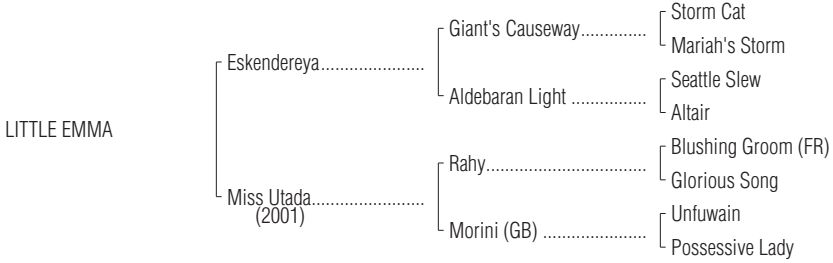 Storm Cat
Giant's Causeway..............
Mariah's Storm
Eskendereya......................
Seattle Slew
Aldebaran Light ................
Altair
LITTLE EMMA
Blushing Groom (FR)
Rahy..................................
Glorious Song
Miss Utada........................
(2001)
Unfuwain
Morini (GB) ......................
Possessive Lady